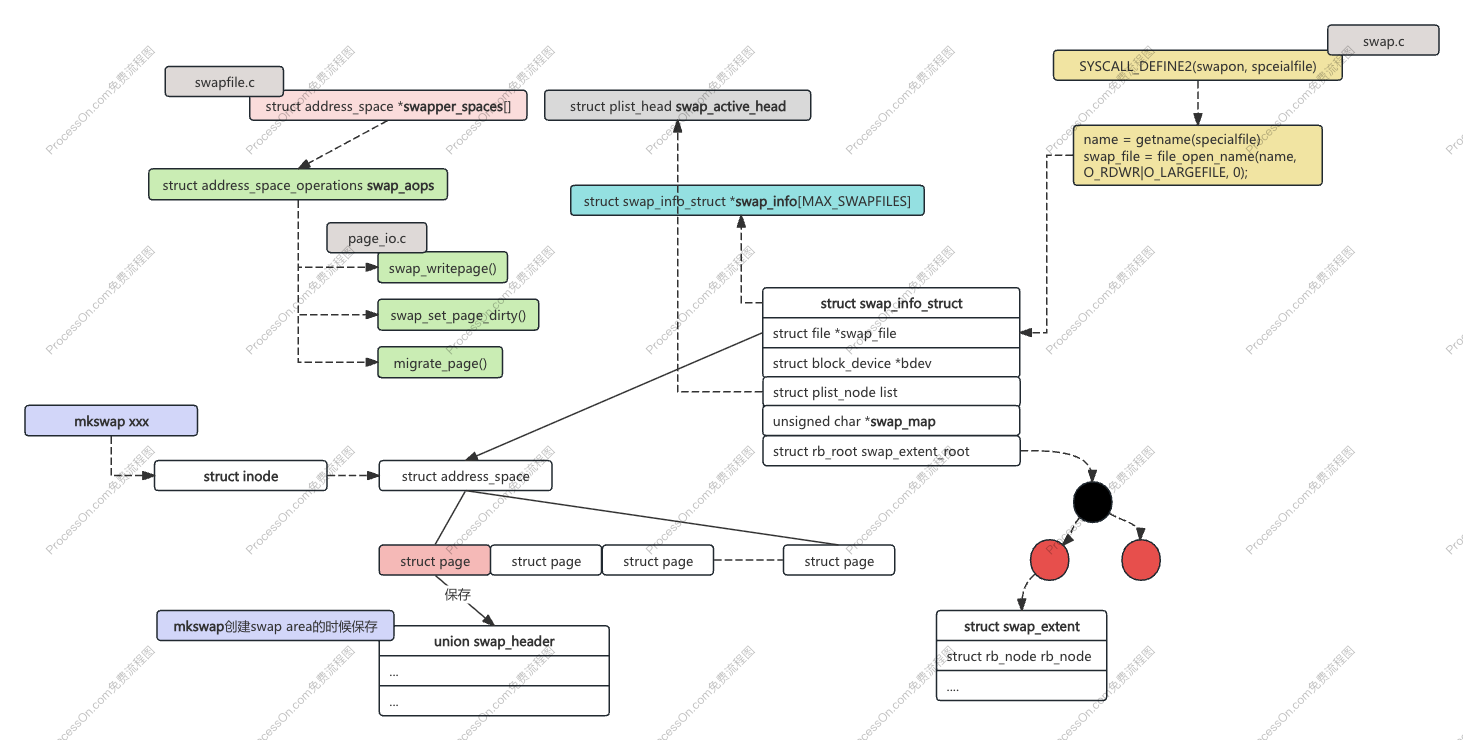 swap.c
SYSCALL_DEFINE2(swapon, spceialfile)
swapfile.c
struct address_space *swapper_spaces[]
struct plist_head swap_active_head
name = getname(specialfile)
swap_file = file_open_name(name,
O_RDWR|O_LARGEFILE, 0);
struct address_space_operations swap_aops
struct swap_info_struct *swap_info[MAX_SWAPFILES]
page_io.c
swap_writepage()
swap_set_page_dirty()
migrate_page()
struct swap_info_struct
struct file *swap_file
struct block_device *bdev
struct plist_node list
unsigned char *swap_map
struct rb_root swap_extent_root
mkswap xxx
struct inode
struct address_space
struct page
struct page
struct page
struct page
保存
mkswap创建swap area的时候保存
union swap_header
...
...
struct swap_extent
struct rb_node rb_node
....
ProcessOn.com免费流程图